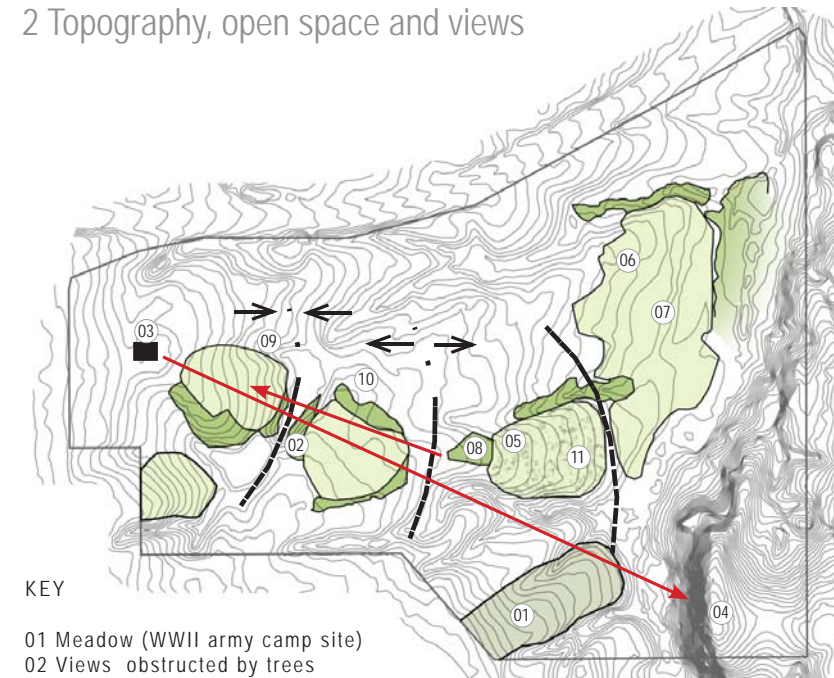 2 Topography, open space and views
06
07
03
09
10
02
08
05
11
01
04
KEY
01 Meadow (WWII army camp site)
02 Views obstructed by trees